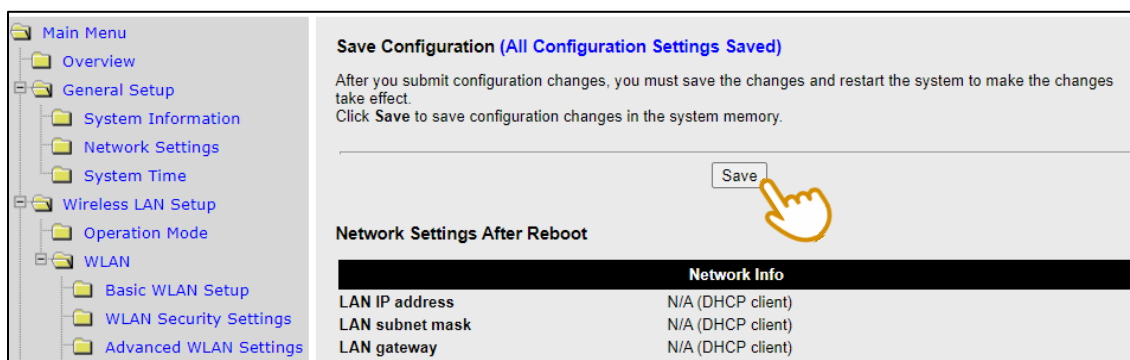 Main Menu
Overview
General Setup
System Information
Network Settings
System Time
Wireless LAN Setup
Operation Mode
WLAN
Basic WLAN Setup
WLAN Security Settings
Advanced WLAN Settings
Save Configuration (All Configuration Settings Saved)
After you submit configuration changes, you must save the changes and restart the system to make the changes
take effect.
Click Save to save configuration changes in the system memory.
Save
Network Settings After Reboot
Network Info
LAN IP address N/A (DHCP client)
LAN subnet mask N/A (DHCP client)
LAN gateway N/A (DHCP client)